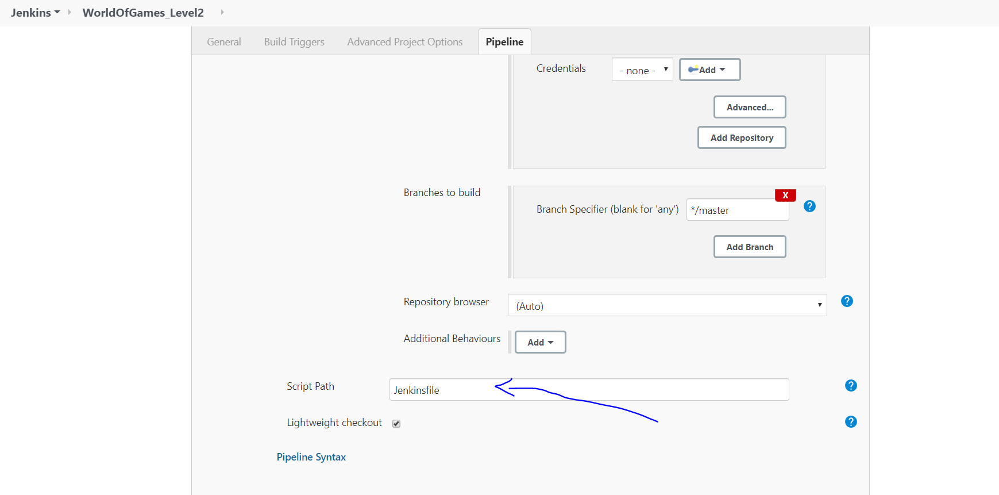 Jenkins WorldOfGames_Level2
General Build Triggers Advanced Project Options Pipeline
Credentials - none - Add
Advanced...
Add Repository
Branches to build
X
Branch Specifier (blank for 'any') */master ?
Add Branch
Repository browser (Auto) ?
Additional Behaviours Add
Script Path Jenkinsfile ?
Lightweight checkout ?
Pipeline Syntax